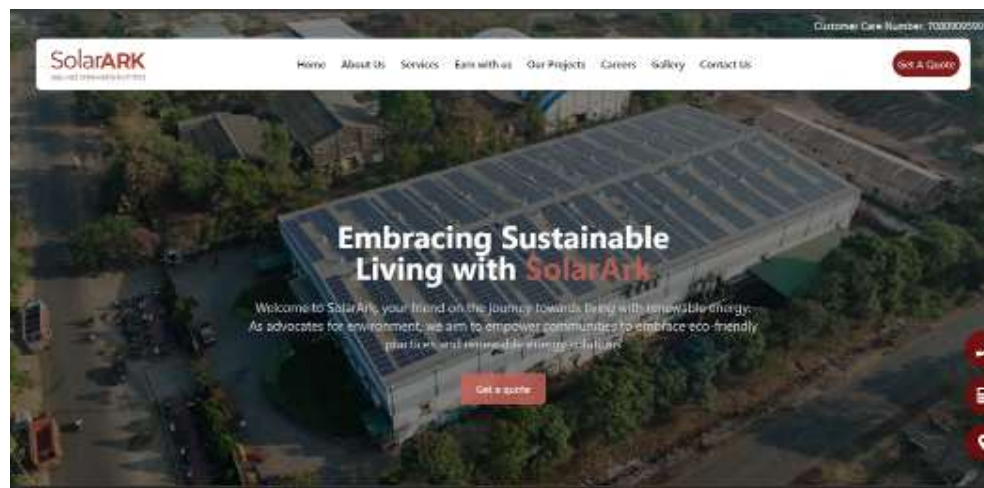 Customer Care Number: 7080909599
SolarARK
Home About Us Services Earn with us Our Projects Careers Gallery Contact Us
Get A Quote
Embracing Sustainable
Living with SolarArk
Welcome to SolarArk, your friend on the journey towards living with renewable energy.
As advocates for environment, we aim to empower communities to embrace eco-friendly
practices and renewable energy solutions.
Get a quote